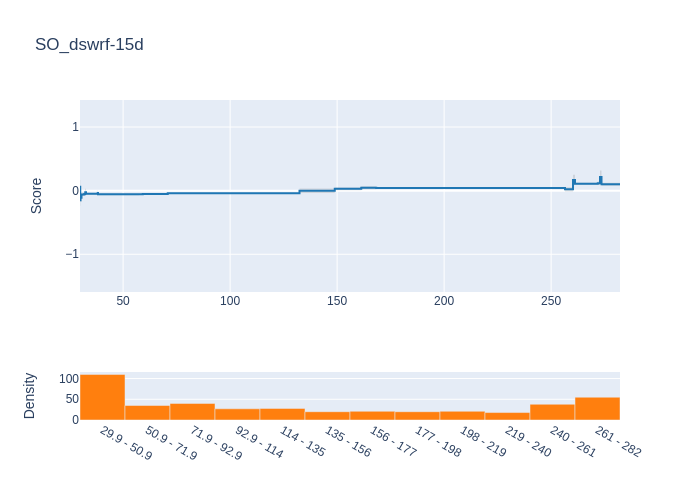 SO_dswrf-15d
Score
1
0
−1
50 100 150 200 250
Density
100
50
0
29.9 - 50.9
50.9 - 71.9
71.9 - 92.9
92.9 - 114
114 - 135
135 - 156
156 - 177
177 - 198
198 - 219
219 - 240
240 - 261
261 - 282